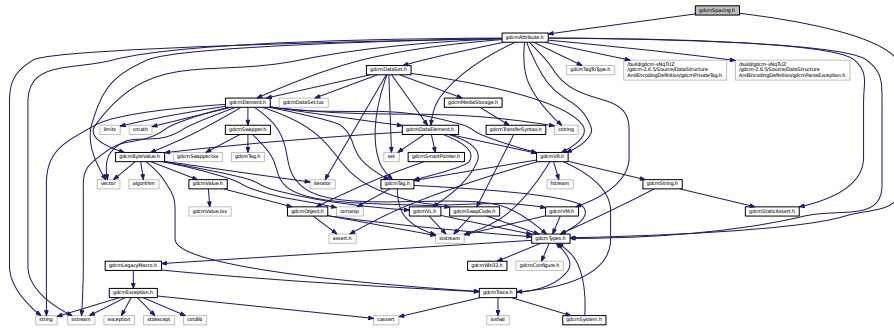 gdcmSpacing.h
gdcmAttribute.h
gdcmDataSet.h
gdcmTagToType.h
/build/gdcm-vNqTUZ
/gdcm-2.6.5/Source/DataStructure
AndEncodingDefinition/gdcmPrivateTag.h
/build/gdcm-vNqTUZ
/gdcm-2.6.5/Source/DataStructure
AndEncodingDefinition/gdcmParseException.h
gdcmElement.h
gdcmDataSet.txx
gdcmMediaStorage.h
limits
cmath
gdcmSwapper.h
gdcmDataElement.h
gdcmTransferSyntax.h
cstring
gdcmByteValue.h
gdcmSwapper.txx
gdcmTag.h
set
gdcmSmartPointer.h
gdcmVR.h
vector
algorithm
gdcmValue.h
iterator
gdcmTag.h
fstream
gdcmString.h
gdcmValue.txx
gdcmObject.h
iomanip
gdcmVL.h
gdcmSwapCode.h
gdcmVM.h
gdcmStaticAssert.h
assert.h
iostream
gdcmTypes.h
gdcmLegacyMacro.h
gdcmWin32.h
gdcmConfigure.h
gdcmException.h
gdcmTrace.h
string
sstream
exception
stdexcept
cstdlib
cassert
iosfwd
gdcmSystem.h